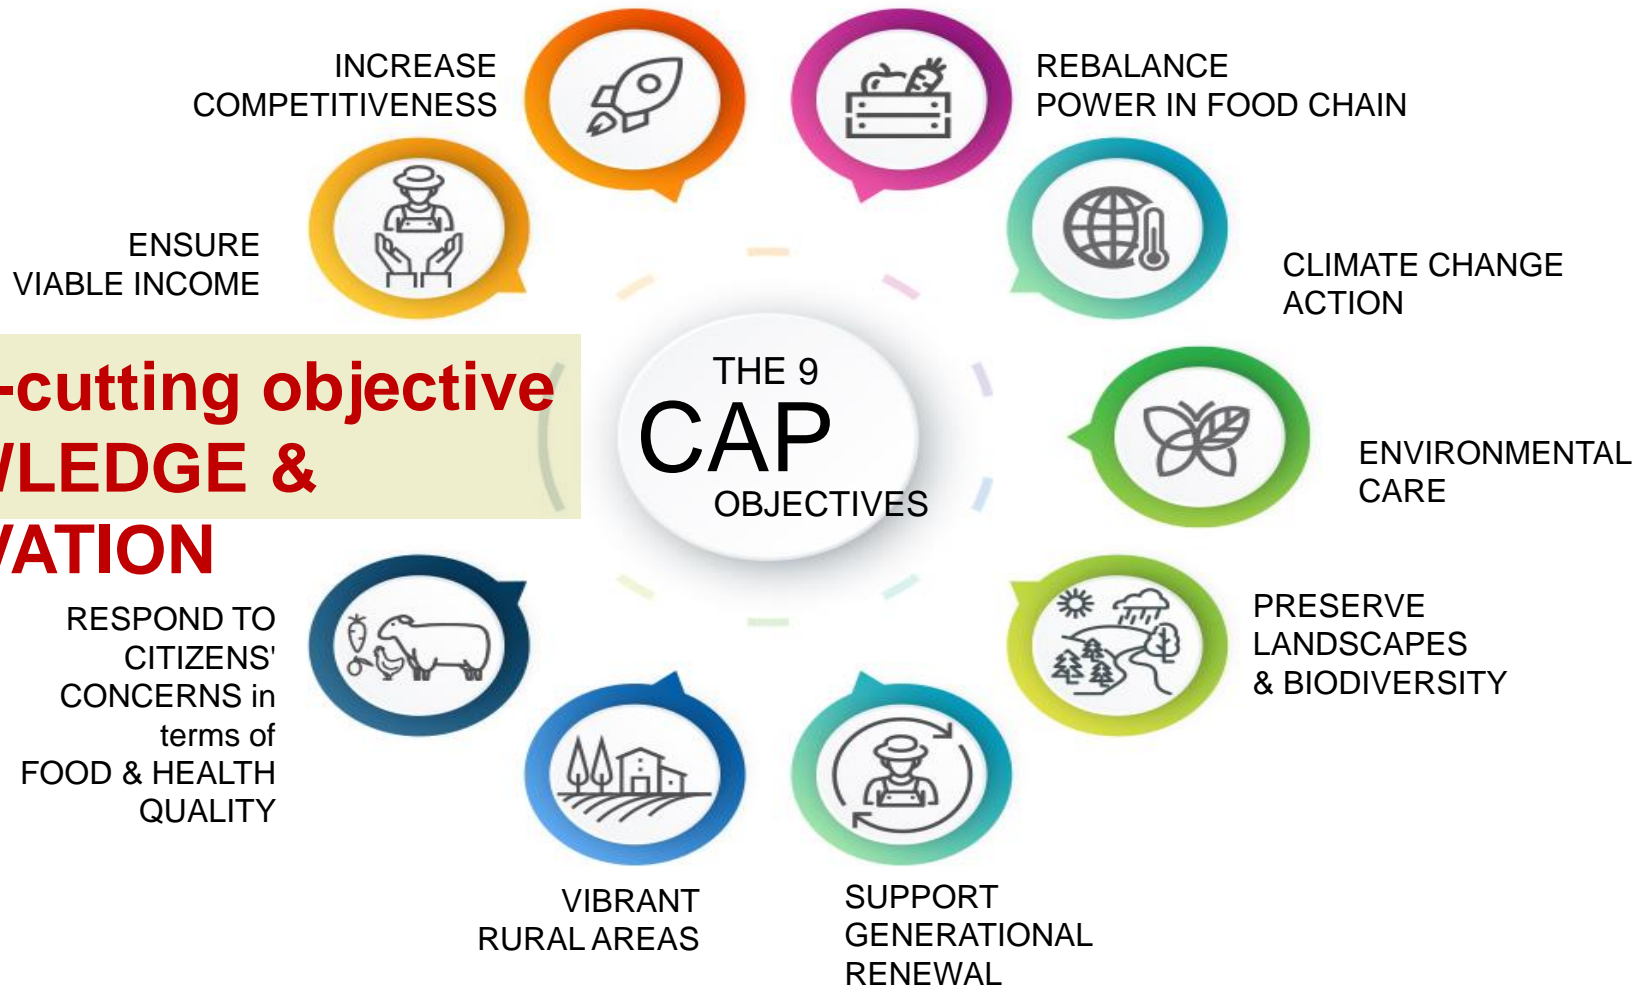 INCREASE
COMPETITIVENESS
REBALANCE
POWER IN FOOD CHAIN
ENSURE
VIABLE INCOME
CLIMATE CHANGE
ACTION
-cutting objective
WLEDGE &
VATION
THE 9
CAP
OBJECTIVES
ENVIRONMENTAL
CARE
RESPOND TO
CITIZENS'
CONCERNS in
terms of
FOOD & HEALTH
QUALITY
PRESERVE
LANDSCAPES
& BIODIVERSITY
VIBRANT
RURAL AREAS
SUPPORT
GENERATIONAL
RENEWAL